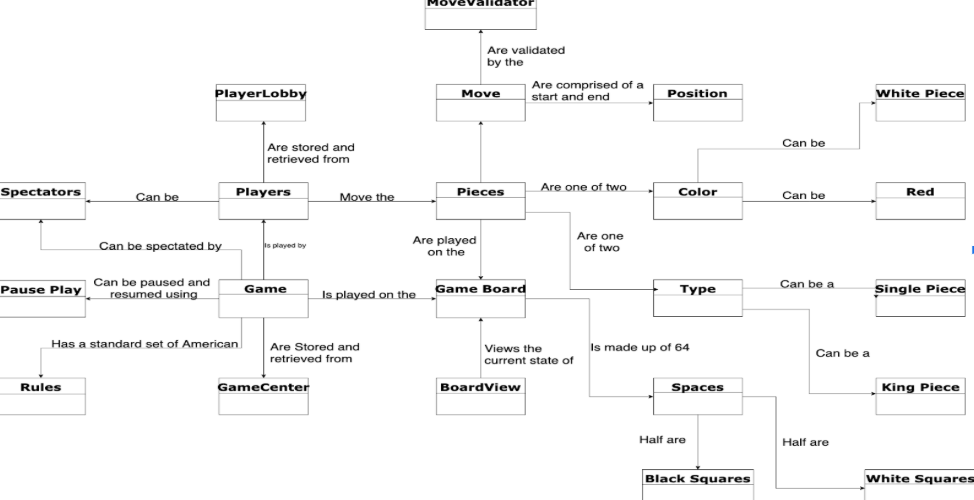 MoveValidator
Are validated
by the
PlayerLobby
Move
Are comprised of a
start and end
Position
White Piece
Are stored and
retrieved from
Can be
Spectators
Can be
Players
Move the
Pieces
Are one of two
Color
Can be
Red
Can be spectated by
Is played by
Are played
on the
Are one
of two
Pause Play
Can be paused and
resumed using
Game
Is played on the
Game Board
Type
Can be a
Single Piece
Has a standard set of American
Are Stored and
retrieved from
Views the
current state of
Is made up of 64
Can be a
Rules
GameCenter
BoardView
Spaces
King Piece
Half are
Half are
Black Squares
White Squares